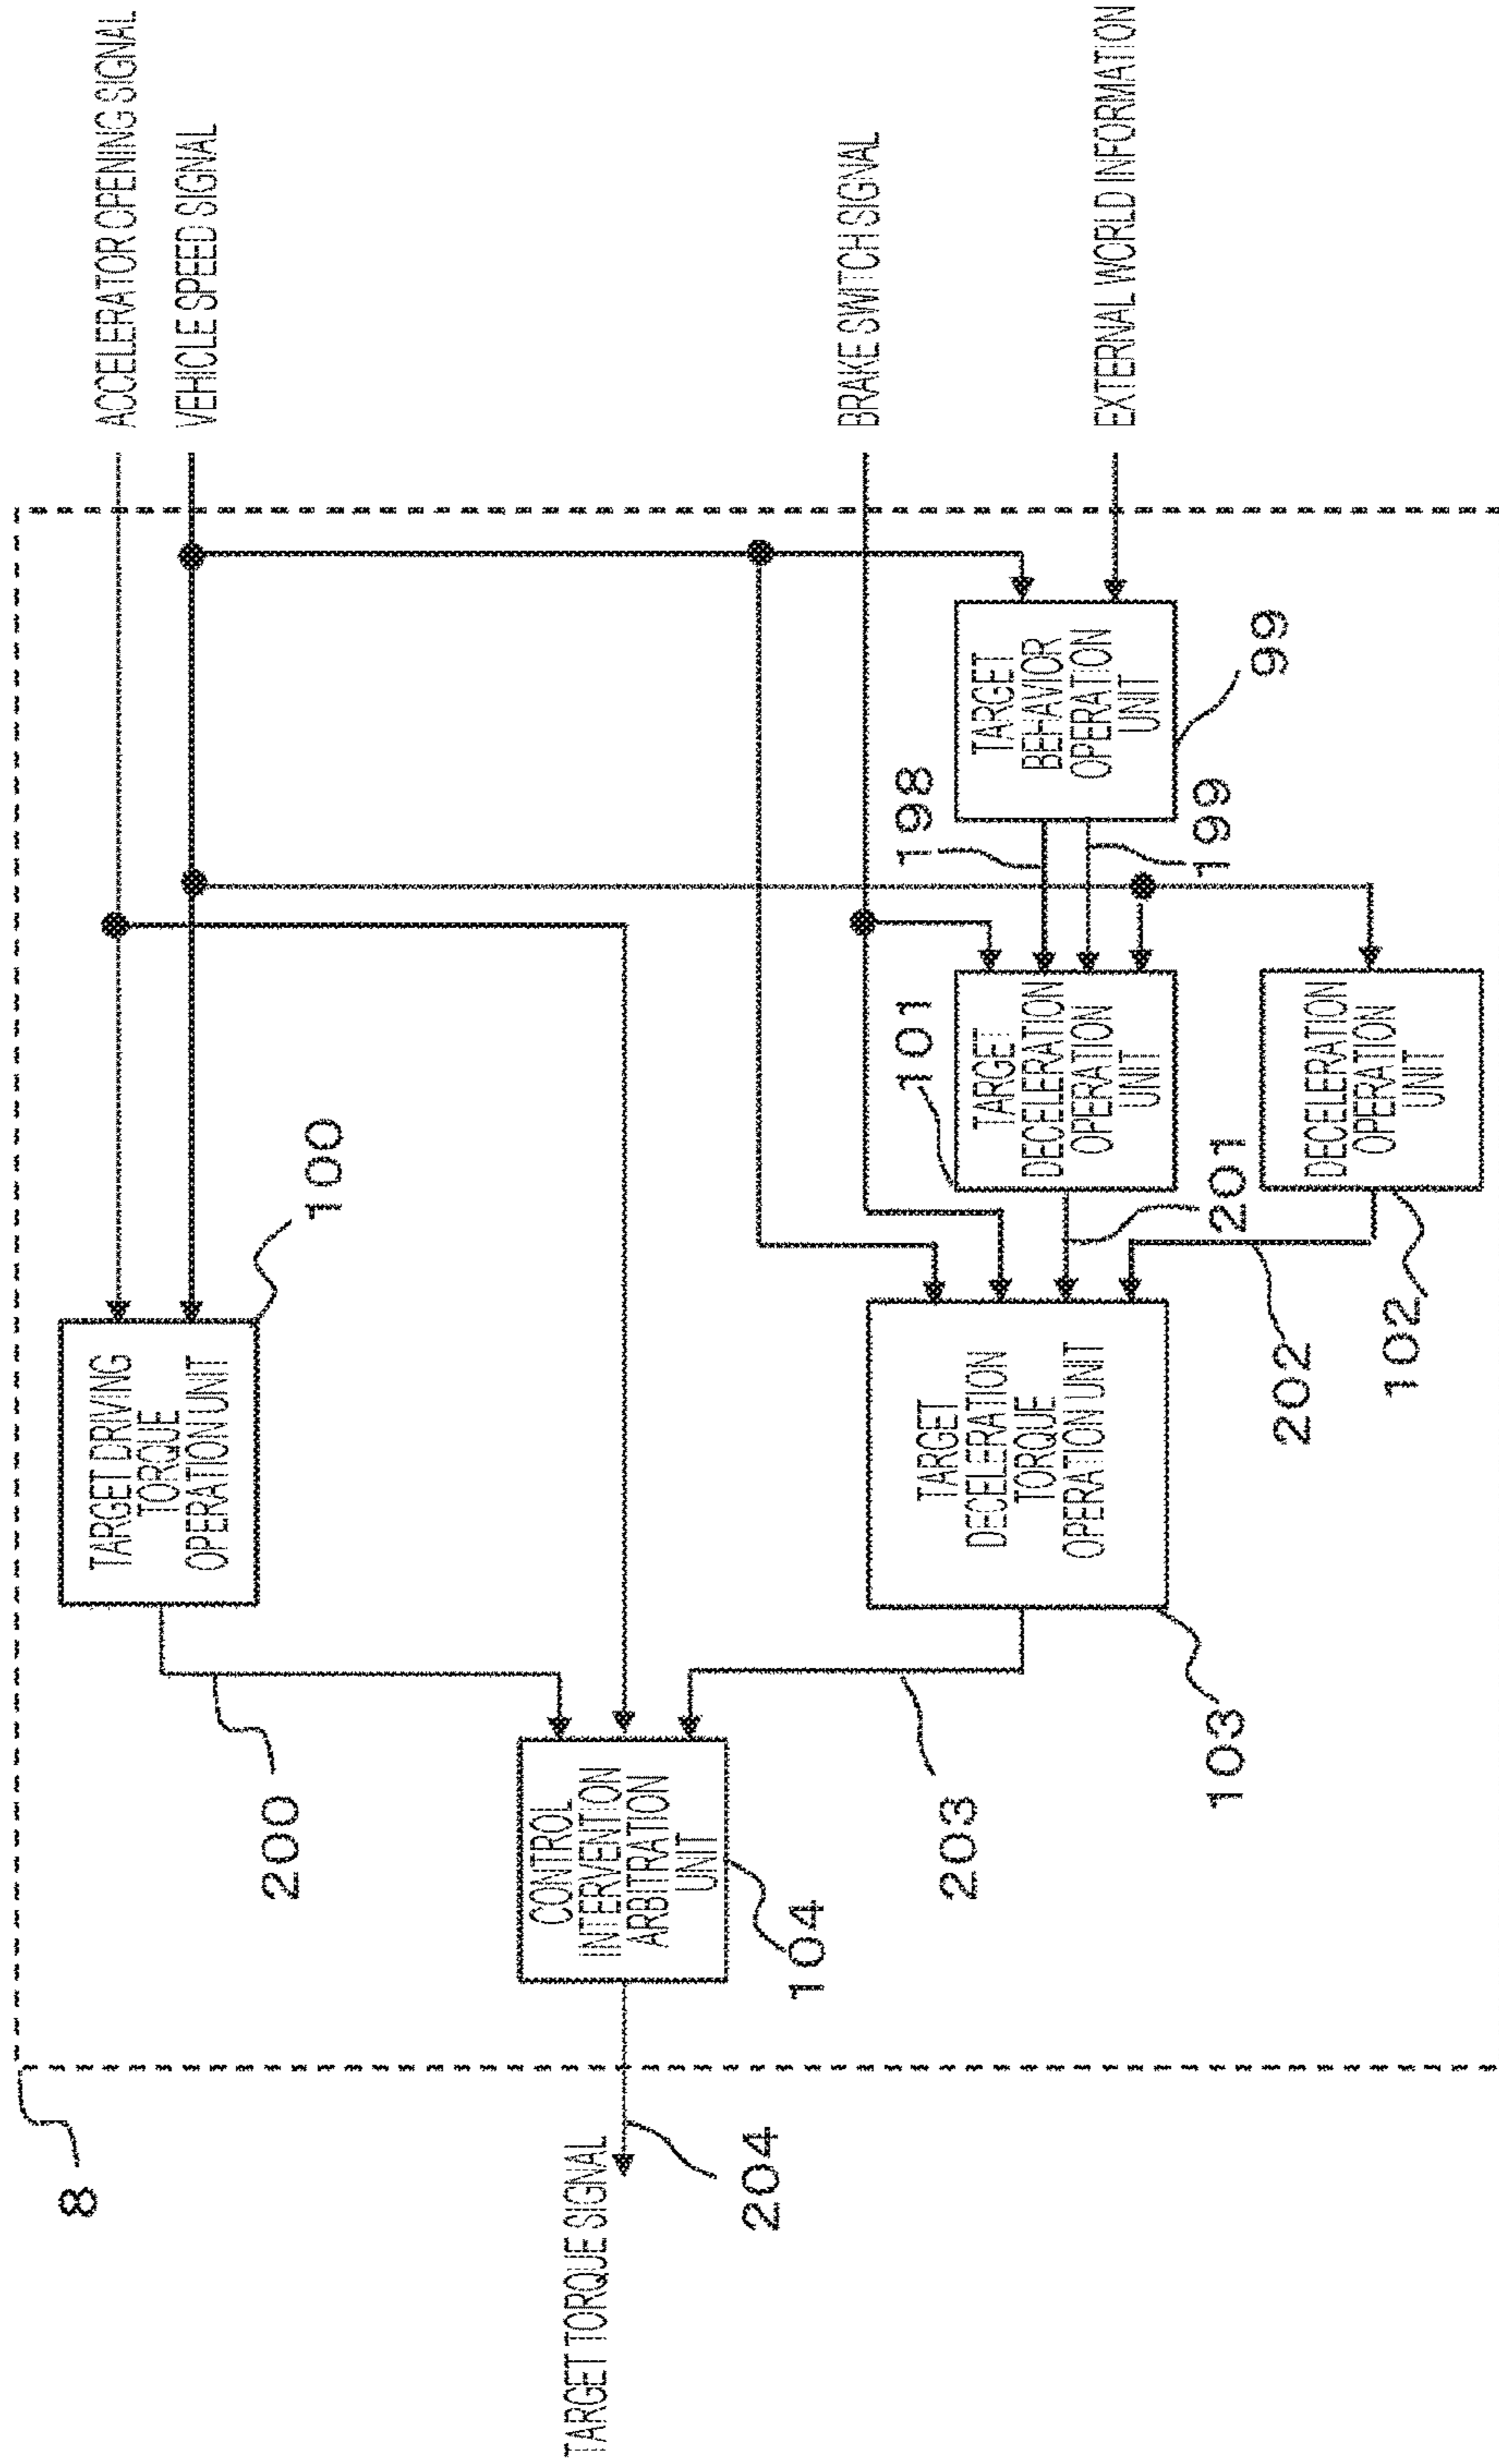 ACCELERATOR OPENING SIGNAL
VEHICLE SPEED SIGNAL
BRAKE SWITCH SIGNAL
EXTERNAL WORLD INFORMATION
TARGET
BEHAVIOR
OPERATION
UNIT
99
198
199
TARGET
DECELERATION
OPERATION
UNIT
101
201
DECELERATION
OPERATION
UNIT
102
202
TARGET DRIVING
TORQUE
OPERATION UNIT
100
200
TARGET
DECELERATION
TORQUE
OPERATION UNIT
103
203
CONTROL
INTERVENTION
ARBITRATION
UNIT
104
204
TARGET TORQUE SIGNAL
8